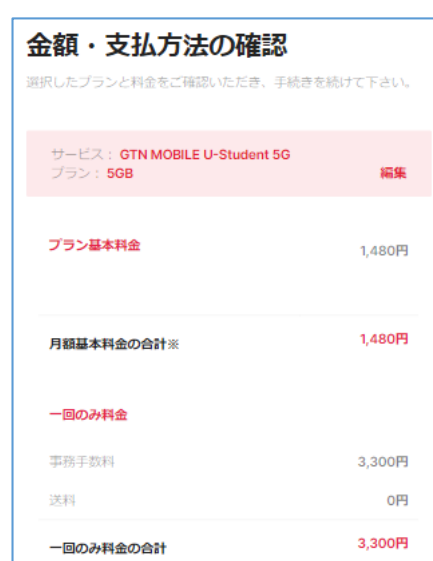 金額・支払方法の確認
選択したプランと料金をご確認いただき、手続きを続けて下さい。
サービス： GTN MOBILE U-Student 5G
プラン： 5GB 編集
プラン基本料金 1,480円
月額基本料金の合計※ 1,480円
一回のみ料金
事務手数料 3,300円
送料 0円
一回のみ料金の合計 3,300円